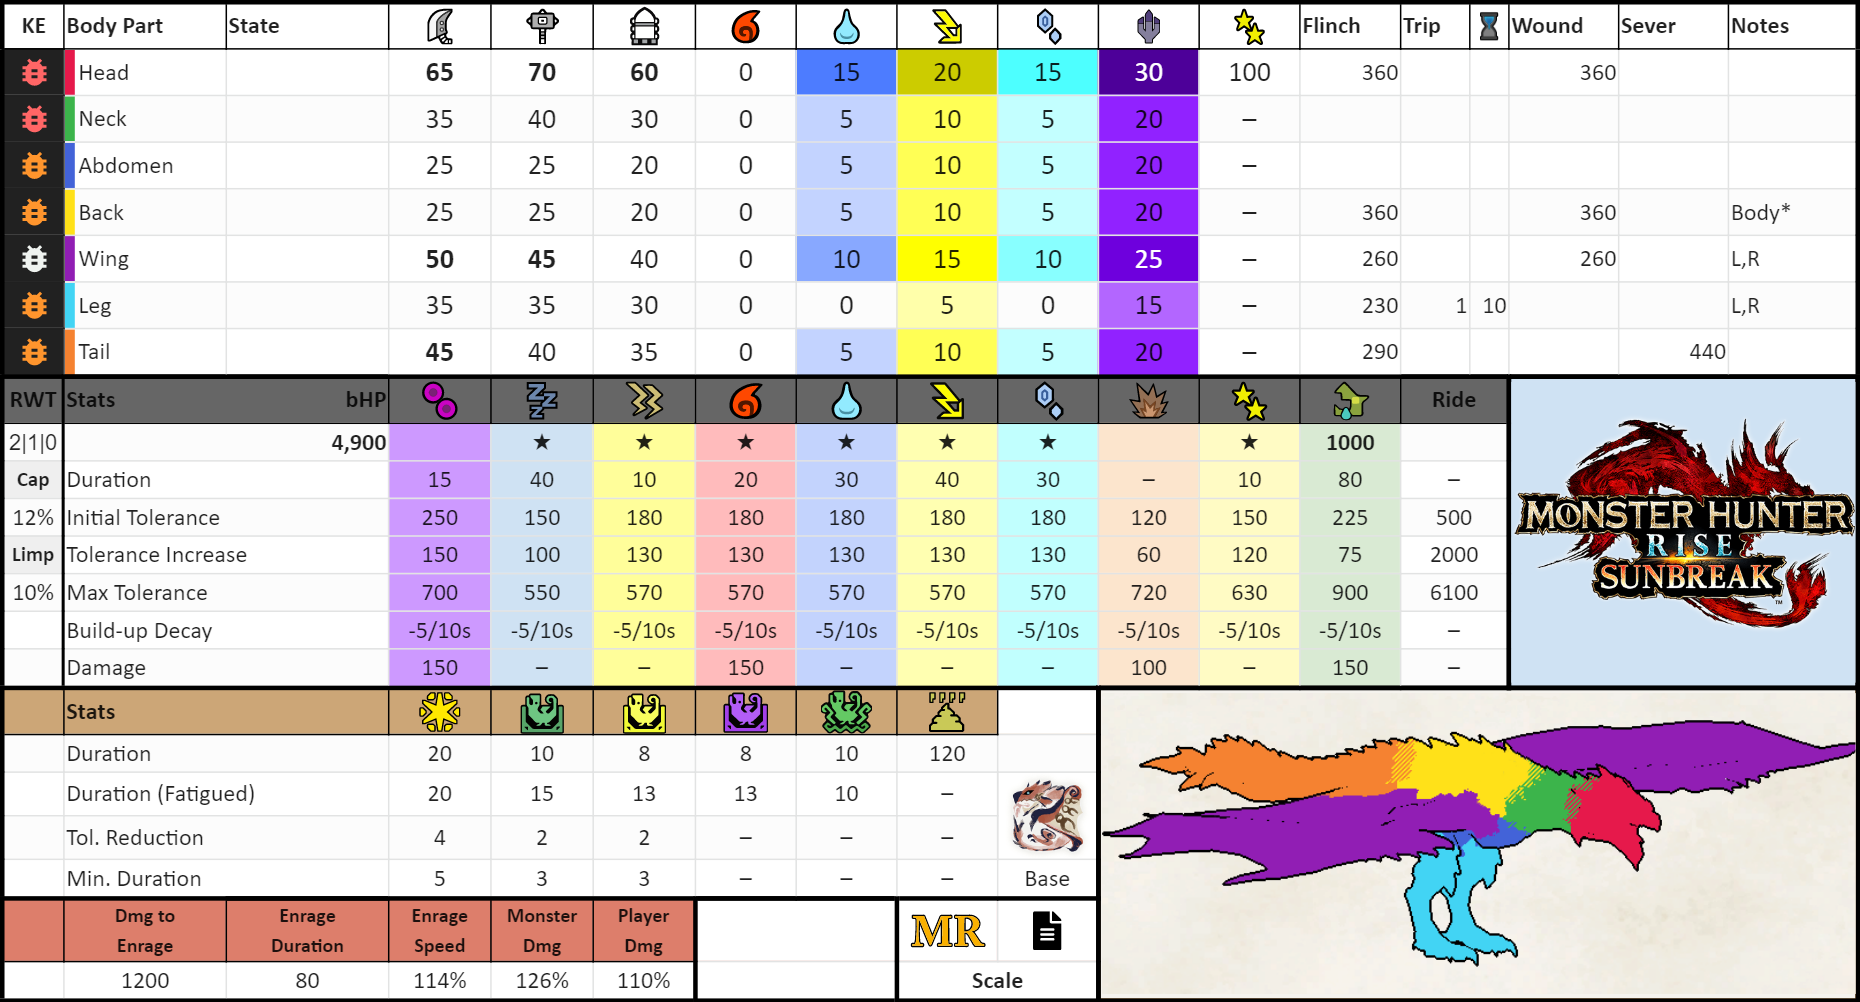 KE Body Part State Flinch Trip Wound Sever Notes
Head 65 70 60 0 15 20 15 30 100 360 360
Neck 35 40 30 0 5 10 5 20 –
Abdomen 25 25 20 0 5 10 5 20 –
Back 25 25 20 0 5 10 5 20 – 360 360 Body*
Wing 50 45 40 0 10 15 10 25 – 260 260 L,R
Leg 35 35 30 0 0 5 0 15 – 230 1 10 L,R
Tail 45 40 35 0 5 10 5 20 – 290 440
RWT Stats bHP Ride
2|1|0 4,900 ★ ★ ★ ★ ★ ★ ★ 1000
Cap Duration 15 40 10 20 30 40 30 – 10 80 –
12% Initial Tolerance 250 150 180 180 180 180 180 120 150 225 500
Limp Tolerance Increase 150 100 130 130 130 130 130 60 120 75 2000
10% Max Tolerance 700 550 570 570 570 570 570 720 630 900 6100
Build-up Decay -5/10s -5/10s -5/10s -5/10s -5/10s -5/10s -5/10s -5/10s -5/10s -5/10s –
Damage 150 – – 150 – – – 100 – 150 –
MONSTER HUNTER
RISE
SUNBREAK
TM
Stats
Duration 20 10 8 8 10 120
Duration (Fatigued) 20 15 13 13 10 –
Tol. Reduction 4 2 2 – – –
Min. Duration 5 3 3 – – – Base
Dmg to Enrage Enrage Monster Player
Enrage Duration Speed Dmg Dmg
MR
1200 80 114% 126% 110% Scale